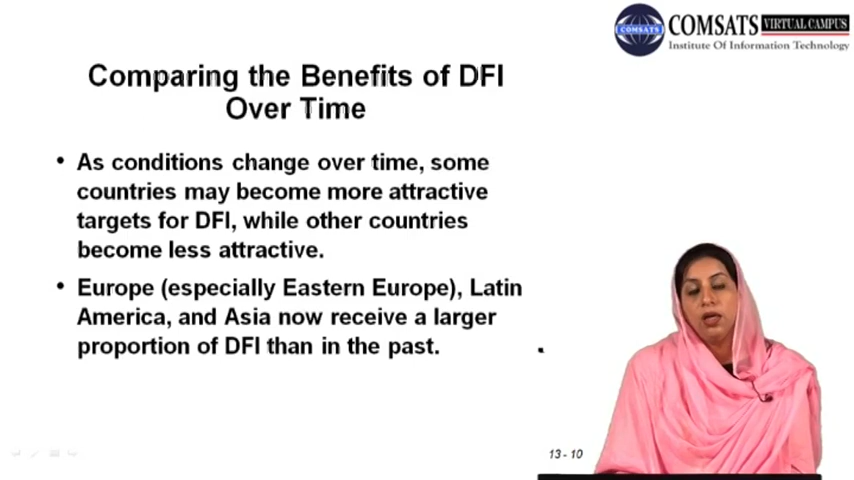 COMSATS
COMSATS VIRTUAL CAMPUS
Institute Of Information Technology
Comparing the Benefits of DFI
Over Time
• As conditions change over time, some
countries may become more attractive
targets for DFI, while other countries
become less attractive.
• Europe (especially Eastern Europe), Latin
America, and Asia now receive a larger
proportion of DFI than in the past.
13 - 10